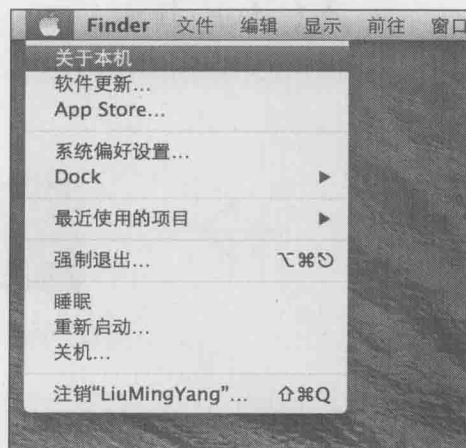 Finder 文件 编辑 显示 前往 窗口
关于本机
软件更新...
App Store...
系统偏好设置...
Dock ▶
最近使用的项目 ▶
强制退出... ⌥⌘⎋
睡眠
重新启动...
关机...
注销“LiuMingYang”... ⇧⌘Q